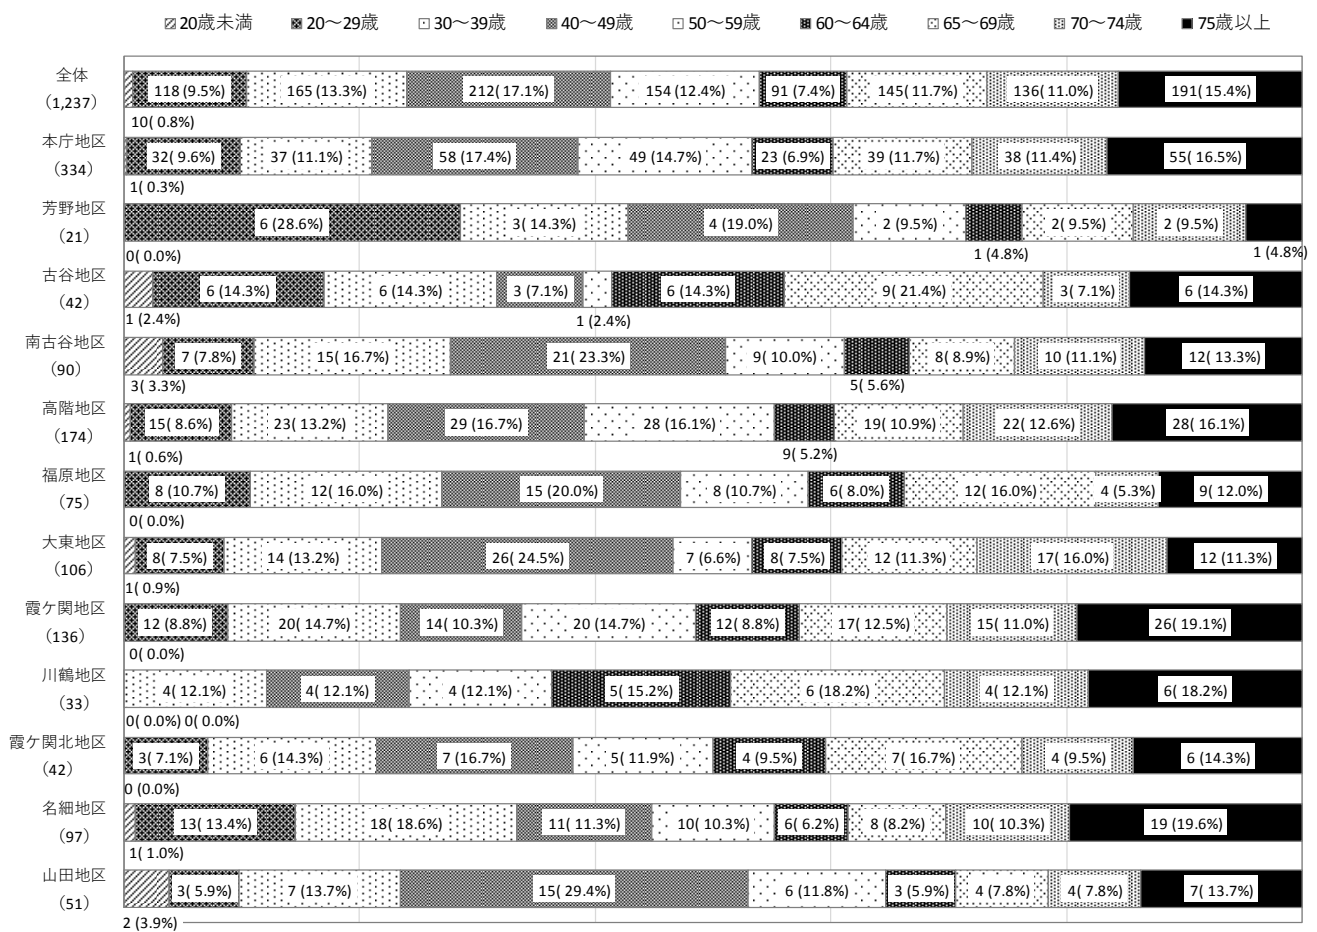 20歳未満 20～29歳 30～39歳 40～49歳 50～59歳 60～64歳 65～69歳 70～74歳 75歳以上
全体
（1,237）
118 (9.5%) 165 (13.3%) 212( 17.1%) 154 (12.4%) 91 (7.4%) 145( 11.7%) 136( 11.0%) 191( 15.4%)
10( 0.8%)
本庁地区
（334）
32( 9.6%) 37 (11.1%) 58 (17.4%) 49 (14.7%) 23 (6.9%) 39 (11.7%) 38 (11.4%) 55( 16.5%)
1( 0.3%)
芳野地区
（21）
6 (28.6%) 3( 14.3%) 4 (19.0%) 2 (9.5%) 2( 9.5%) 2 (9.5%)
0( 0.0%) 1 (4.8%) 1 (4.8%)
古谷地区
（42）
6 (14.3%) 6 (14.3%) 3 (7.1%) 6 (14.3%) 9( 21.4%) 3( 7.1%) 6 (14.3%)
1 (2.4%) 1 (2.4%)
南古谷地区
（90）
7 (7.8%) 15( 16.7%) 21( 23.3%) 9( 10.0%) 8( 8.9%) 10 (11.1%) 12( 13.3%)
3( 3.3%) 5( 5.6%)
高階地区
（174）
15( 8.6%) 23( 13.2%) 29 (16.7%) 28 (16.1%) 19( 10.9%) 22( 12.6%) 28( 16.1%)
1( 0.6%) 9( 5.2%)
福原地区
（75）
8 (10.7%) 12( 16.0%) 15 (20.0%) 8 (10.7%) 6( 8.0%) 12( 16.0%) 4 (5.3%) 9( 12.0%)
0( 0.0%)
大東地区
（106）
8( 7.5%) 14 (13.2%) 26( 24.5%) 7 (6.6%) 8( 7.5%) 12 (11.3%) 17( 16.0%) 12 (11.3%)
1( 0.9%)
霞ケ関地区
（136）
12 (8.8%) 20( 14.7%) 14( 10.3%) 20 (14.7%) 12( 8.8%) 17( 12.5%) 15( 11.0%) 26( 19.1%)
0( 0.0%)
川鶴地区
（33）
4( 12.1%) 4( 12.1%) 4 (12.1%) 5( 15.2%) 6 (18.2%) 4( 12.1%) 6( 18.2%)
0( 0.0%) 0( 0.0%)
霞ケ関北地区
（42）
3( 7.1%) 6 (14.3%) 7 (16.7%) 5( 11.9%) 4 (9.5%) 7( 16.7%) 4 (9.5%) 6 (14.3%)
0 (0.0%)
名細地区
（97）
13( 13.4%) 18( 18.6%) 11( 11.3%) 10( 10.3%) 6( 6.2%) 8 (8.2%) 10( 10.3%) 19 (19.6%)
1( 1.0%)
山田地区
（51）
3( 5.9%) 7 (13.7%) 15( 29.4%) 6 (11.8%) 3 (5.9%) 4 (7.8%) 4( 7.8%) 7( 13.7%)
2 (3.9%)